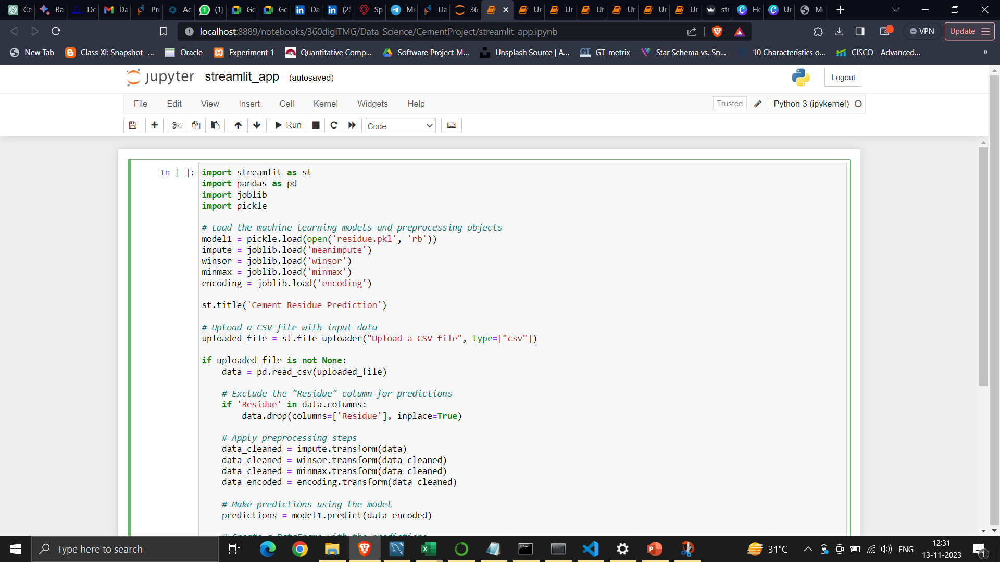 Ce
Ba
Dc
Da
Pr
Ac
(1)
Gc
Gc
Da
(25
Sp
Mc
Da
36
Ur
Ur
Ur
Ur
Ur
Ur
str
Hc
Ur
M
localhost:8889/notebooks/360digiTMG/Data_Science/CementProject/streamlit_app.ipynb
VPN
Update
New Tab
Class XI: Snapshot -...
Oracle
Experiment 1
Quantitative Comp...
Software Project M...
Unsplash Source | A...
GT_metrix
Star Schema vs. Sn...
10 Characteristics o...
CISCO - Advanced...
»
jupyter streamlit_app (autosaved)
Logout
File Edit View Insert Cell Kernel Widgets Help
Trusted
Python 3 (ipykernel)
Run
Code
In [ ]:
import streamlit as st
import pandas as pd
import joblib
import pickle
# Load the machine learning models and preprocessing objects
model1 = pickle.load(open('residue.pkl', 'rb'))
impute = joblib.load('meanimpute')
winsor = joblib.load('winsor')
minmax = joblib.load('minmax')
encoding = joblib.load('encoding')
st.title('Cement Residue Prediction')
# Upload a CSV file with input data
uploaded_file = st.file_uploader("Upload a CSV file", type=["csv"])
if uploaded_file is not None:
data = pd.read_csv(uploaded_file)
# Exclude the "Residue" column for predictions
if 'Residue' in data.columns:
data.drop(columns=['Residue'], inplace=True)
# Apply preprocessing steps
data_cleaned = impute.transform(data)
data_cleaned = winsor.transform(data_cleaned)
data_cleaned = minmax.transform(data_cleaned)
data_encoded = encoding.transform(data_cleaned)
# Make predictions using the model
predictions = model1.predict(data_encoded)
# Create a DataFrame with the predictions
Type here to search
31°C
ENG
12:31
13-11-2023
1